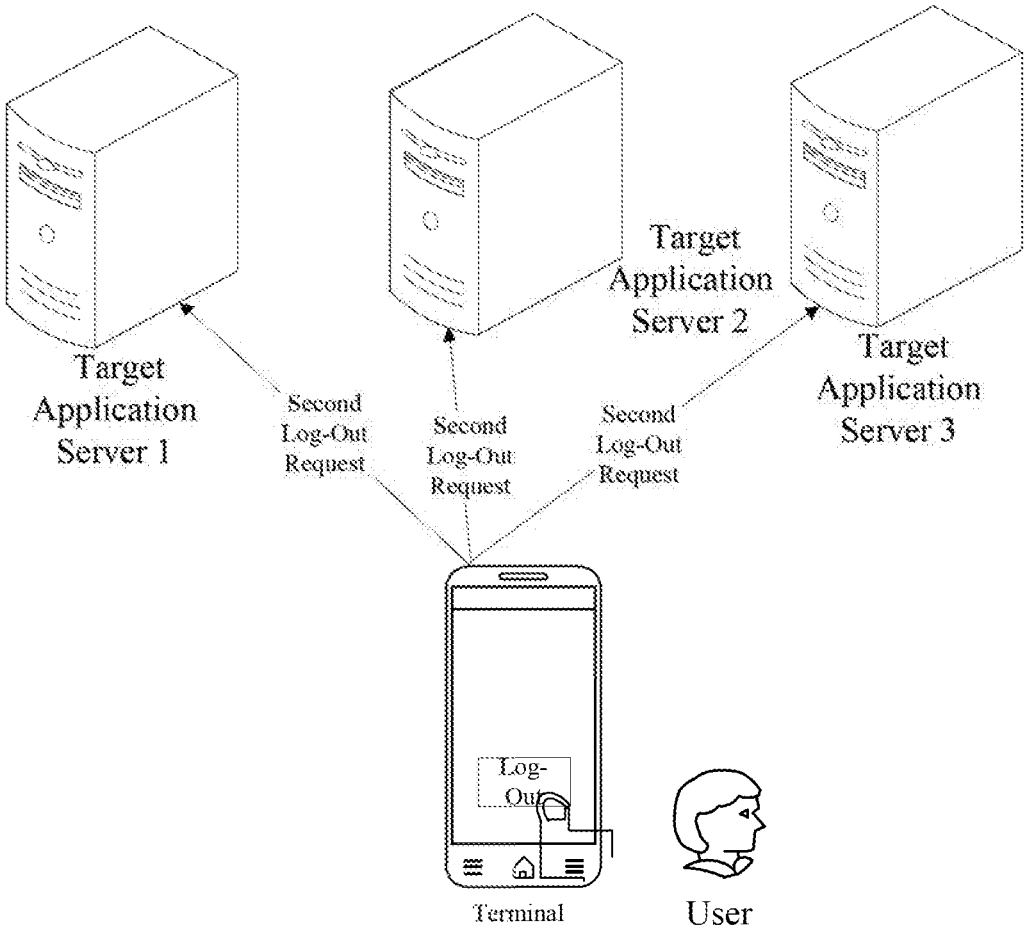 Target
Application
Server 2
Target
Application
Server 1
Target
Application
Server 3
Second
Log-Out
Request
Second
Log-Out
Request
Second
Log-Out
Request
Log-
Out
Terminal
User